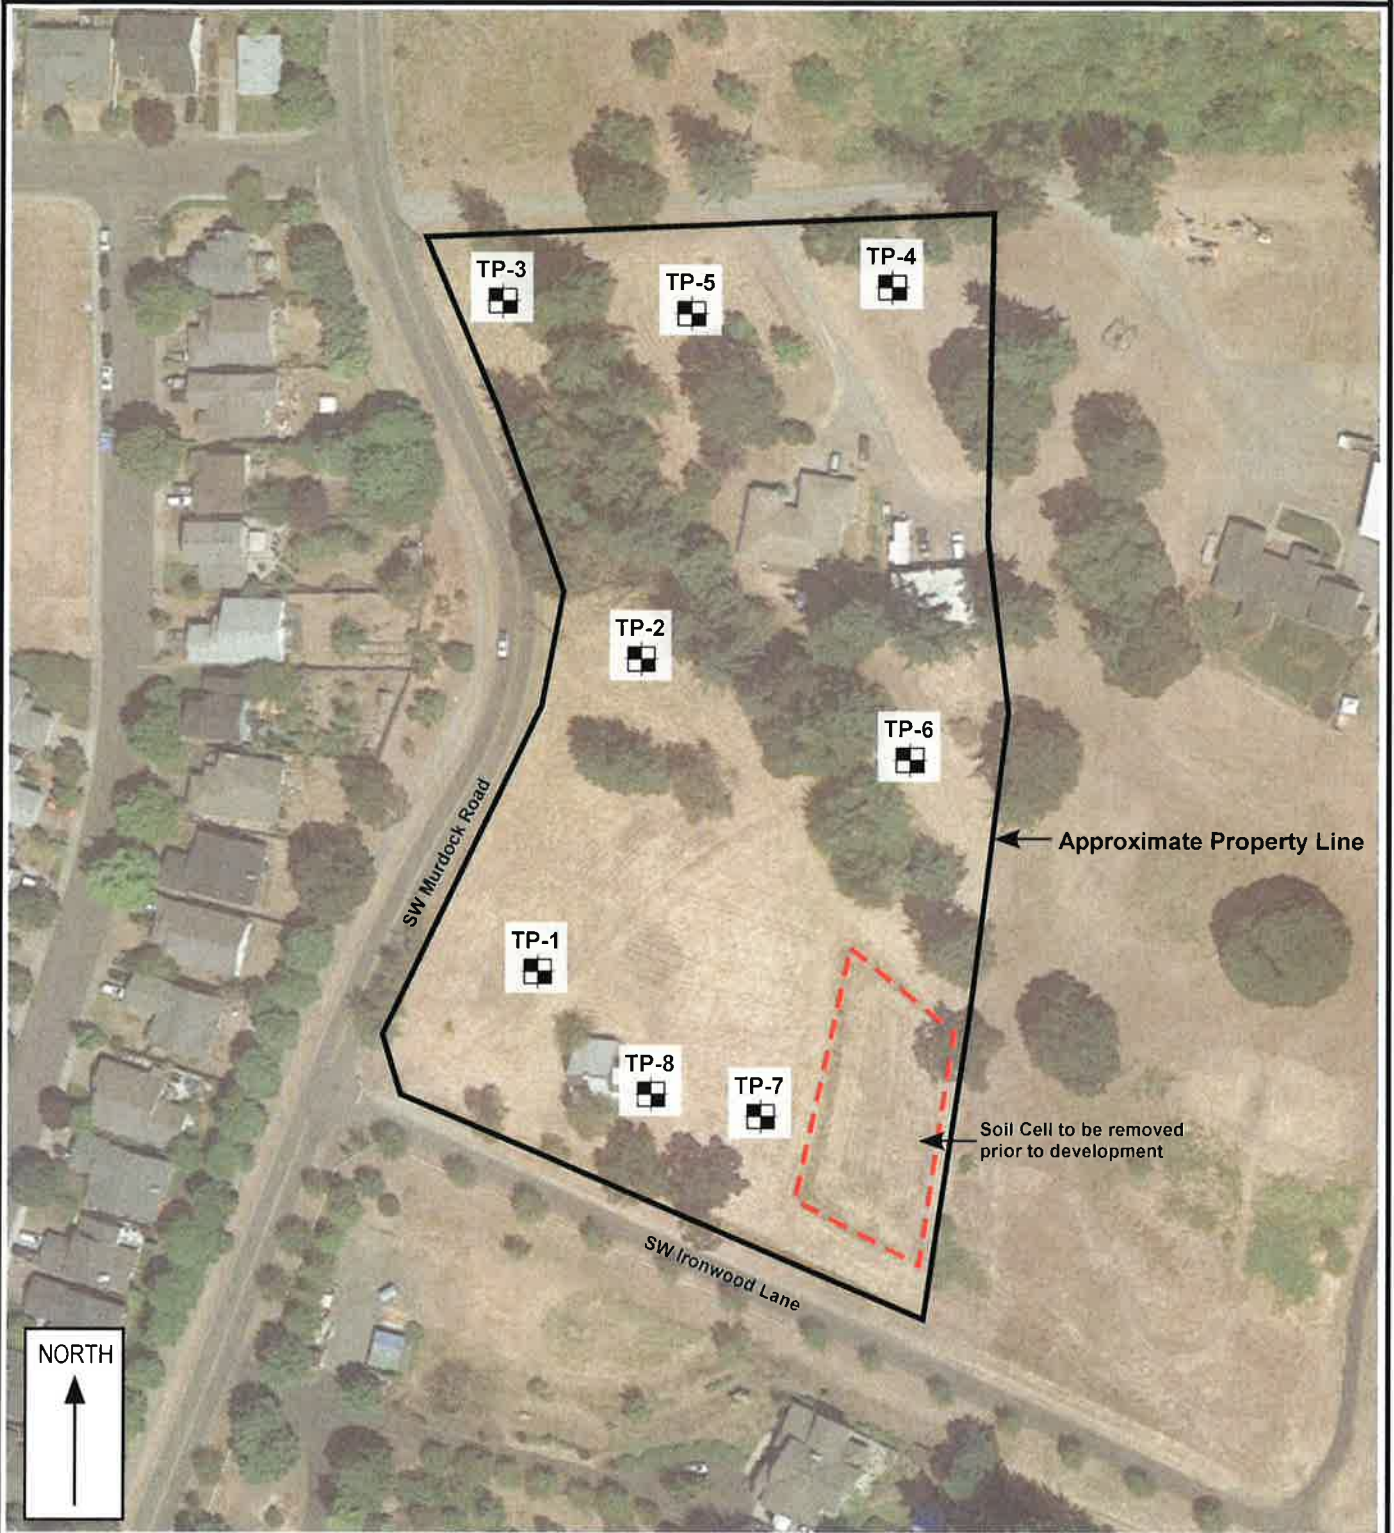 TP-3
TP-5
TP-4
TP-2
TP-6
SW Murdock Road
Approximate Property Line
TP-1
TP-8
TP-7
Soil Cell to be removed
prior to development
SW Ironwood Lane
NORTH